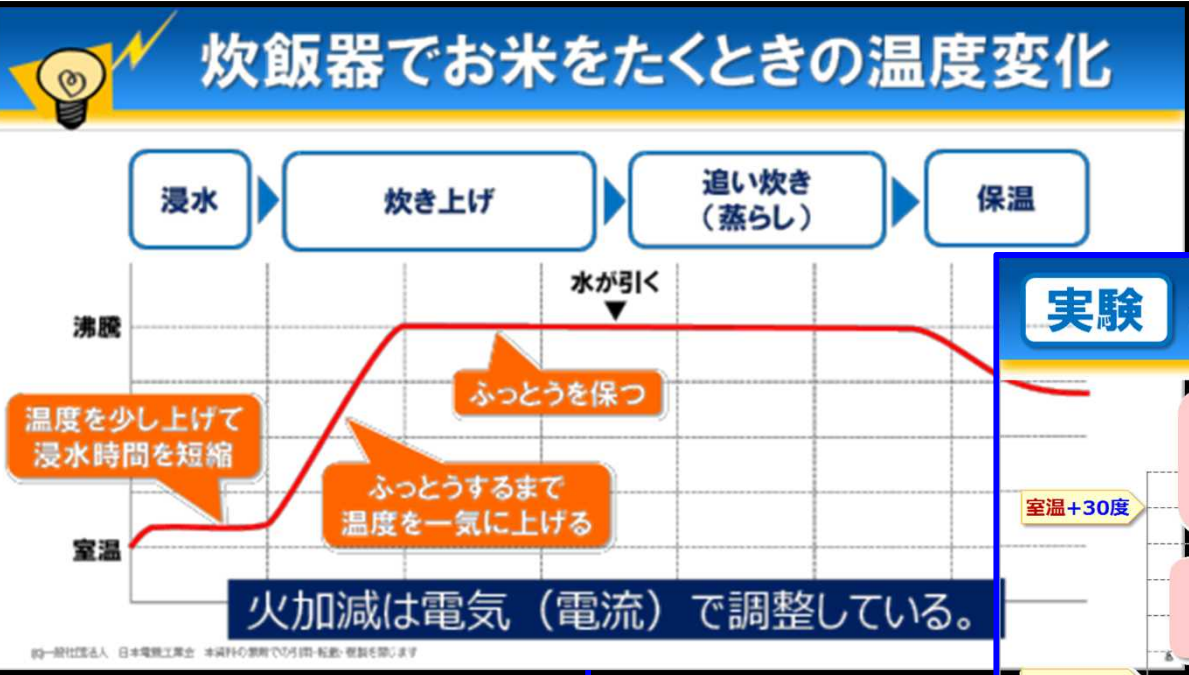 炊飯器でお米をたくときの温度変化
浸水
炊き上げ
追い炊き
（蒸らし）
保温
水が引く
沸騰
実験
ふっとうを保つ
温度を少し上げて
浸水時間を短縮
ふっとうするまで
温度を一気に上げる
室温+30度
室温
火加減は電気（電流）で調整している。